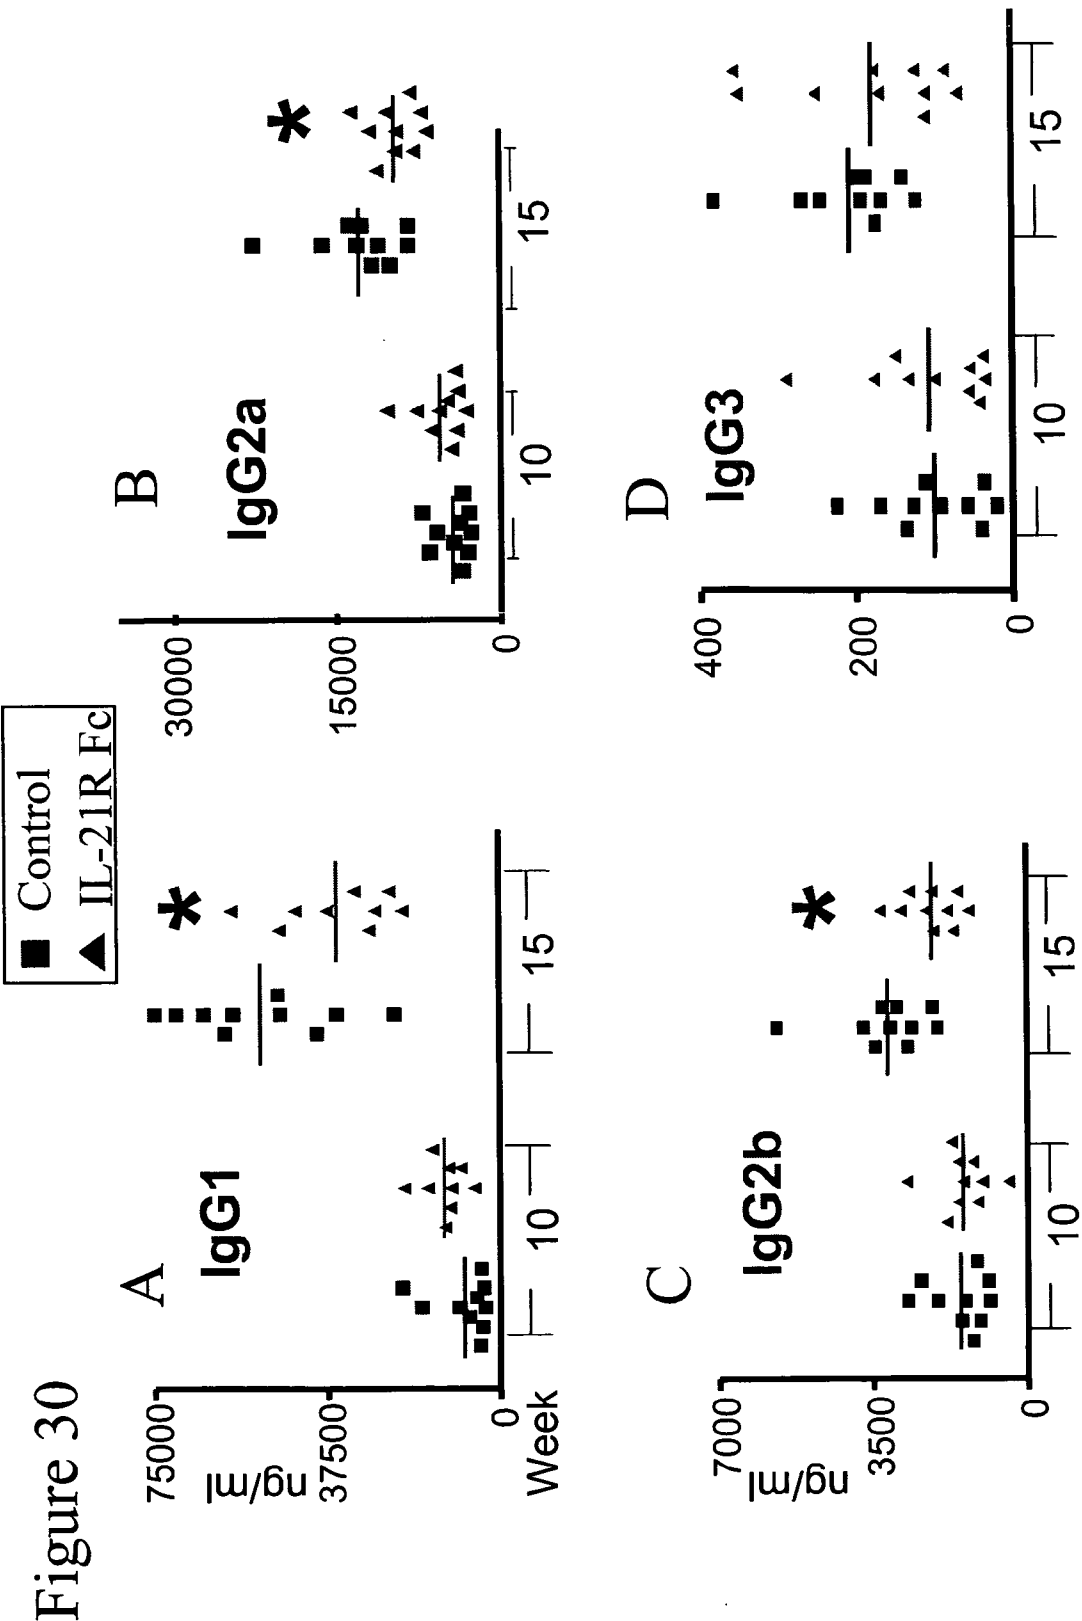 Figure 30
■ Control
▲ IL-21R Fc
A
IgG1
75000
ng/ml
37500
0
Week
10
15
*
B
IgG2a
30000
15000
0
10
15
*
C
IgG2b
7000
ng/ml
3500
0
10
15
*
D
IgG3
400
200
0
10
15